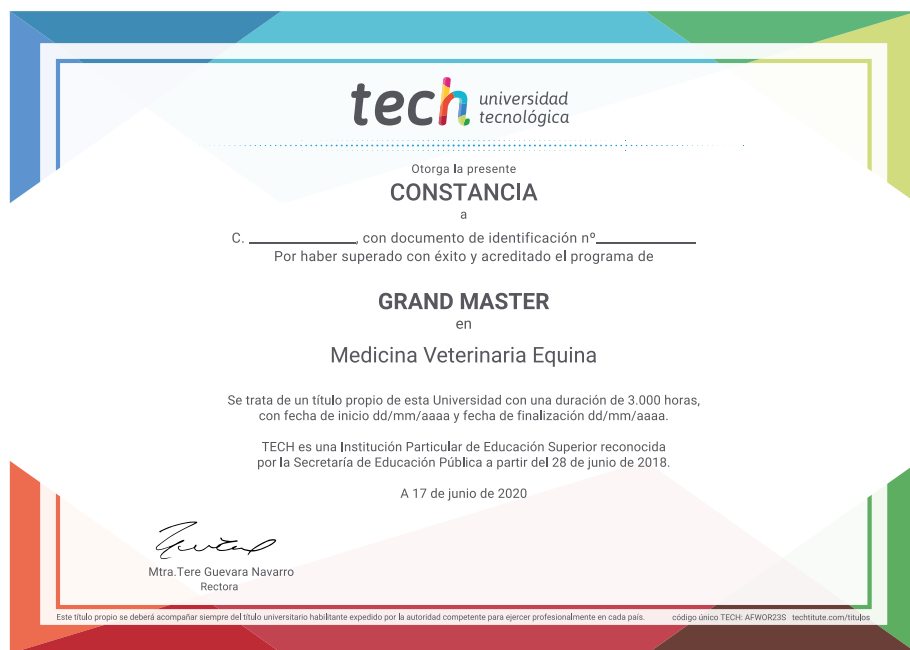 tech universidad
tecnológica
Otorga la presente
CONSTANCIA
a
C. ____________, con documento de identificación nº___________
Por haber superado con éxito y acreditado el programa de
GRAND MASTER
en
Medicina Veterinaria Equina
Se trata de un título propio de esta Universidad con una duración de 3.000 horas,
con fecha de inicio dd/mm/aaaa y fecha de finalización dd/mm/aaaa.
TECH es una Institución Particular de Educación Superior reconocida
por la Secretaría de Educación Pública a partir del 28 de junio de 2018.
A 17 de junio de 2020
Mtra.Tere Guevara Navarro
Rectora
Este título propio se deberá acompañar siempre del título universitario habilitante expedido por la autoridad competente para ejercer profesionalmente en cada país. código único TECH: AFWOR23S techtitute.com/titulos